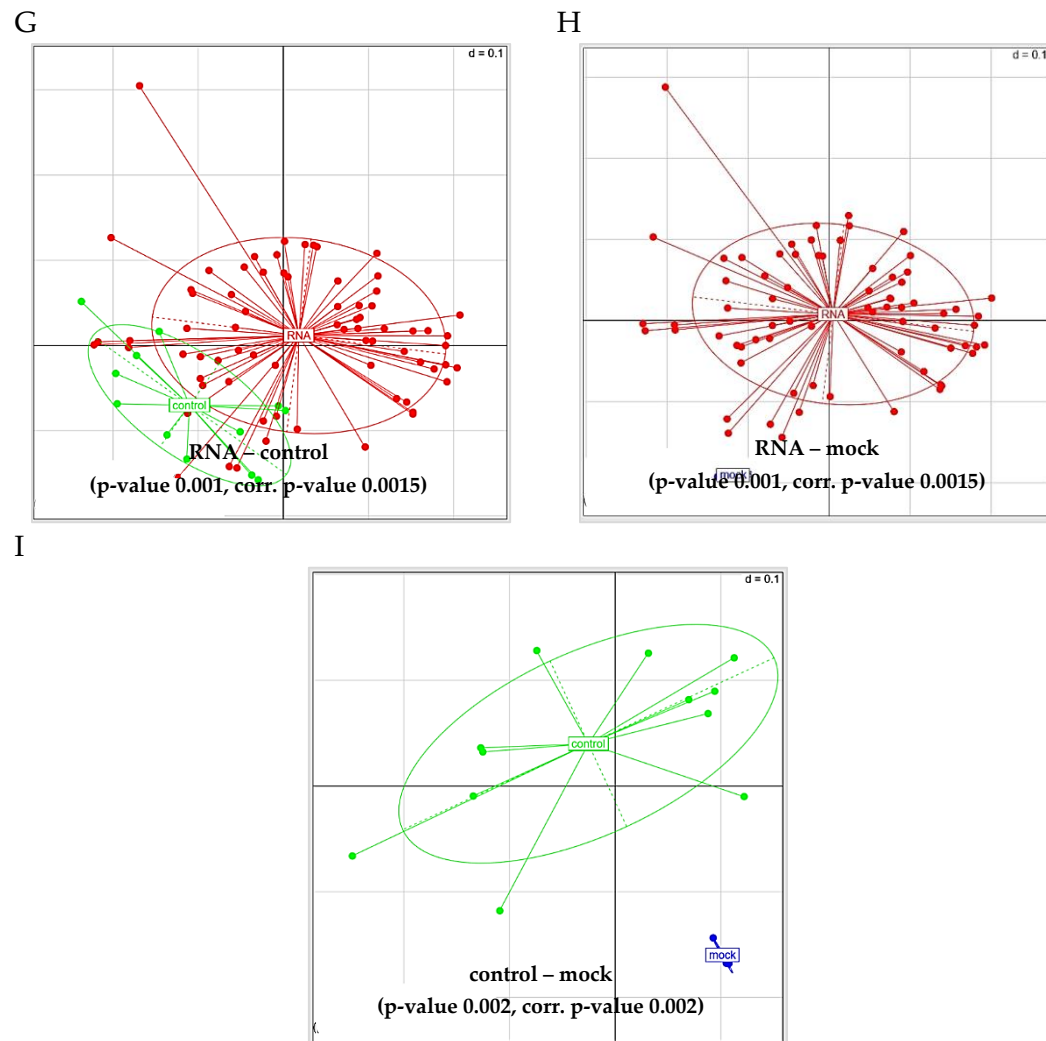 G
H
d = 0.1
d = 0.1
RNA
RNA
control
RNA – control
(p-value 0.001, corr. p-value 0.0015)
RNA – mock
mock
(p-value 0.001, corr. p-value 0.0015)
I
d = 0.1
control
mock
control – mock
(p-value 0.002, corr. p-value 0.002)